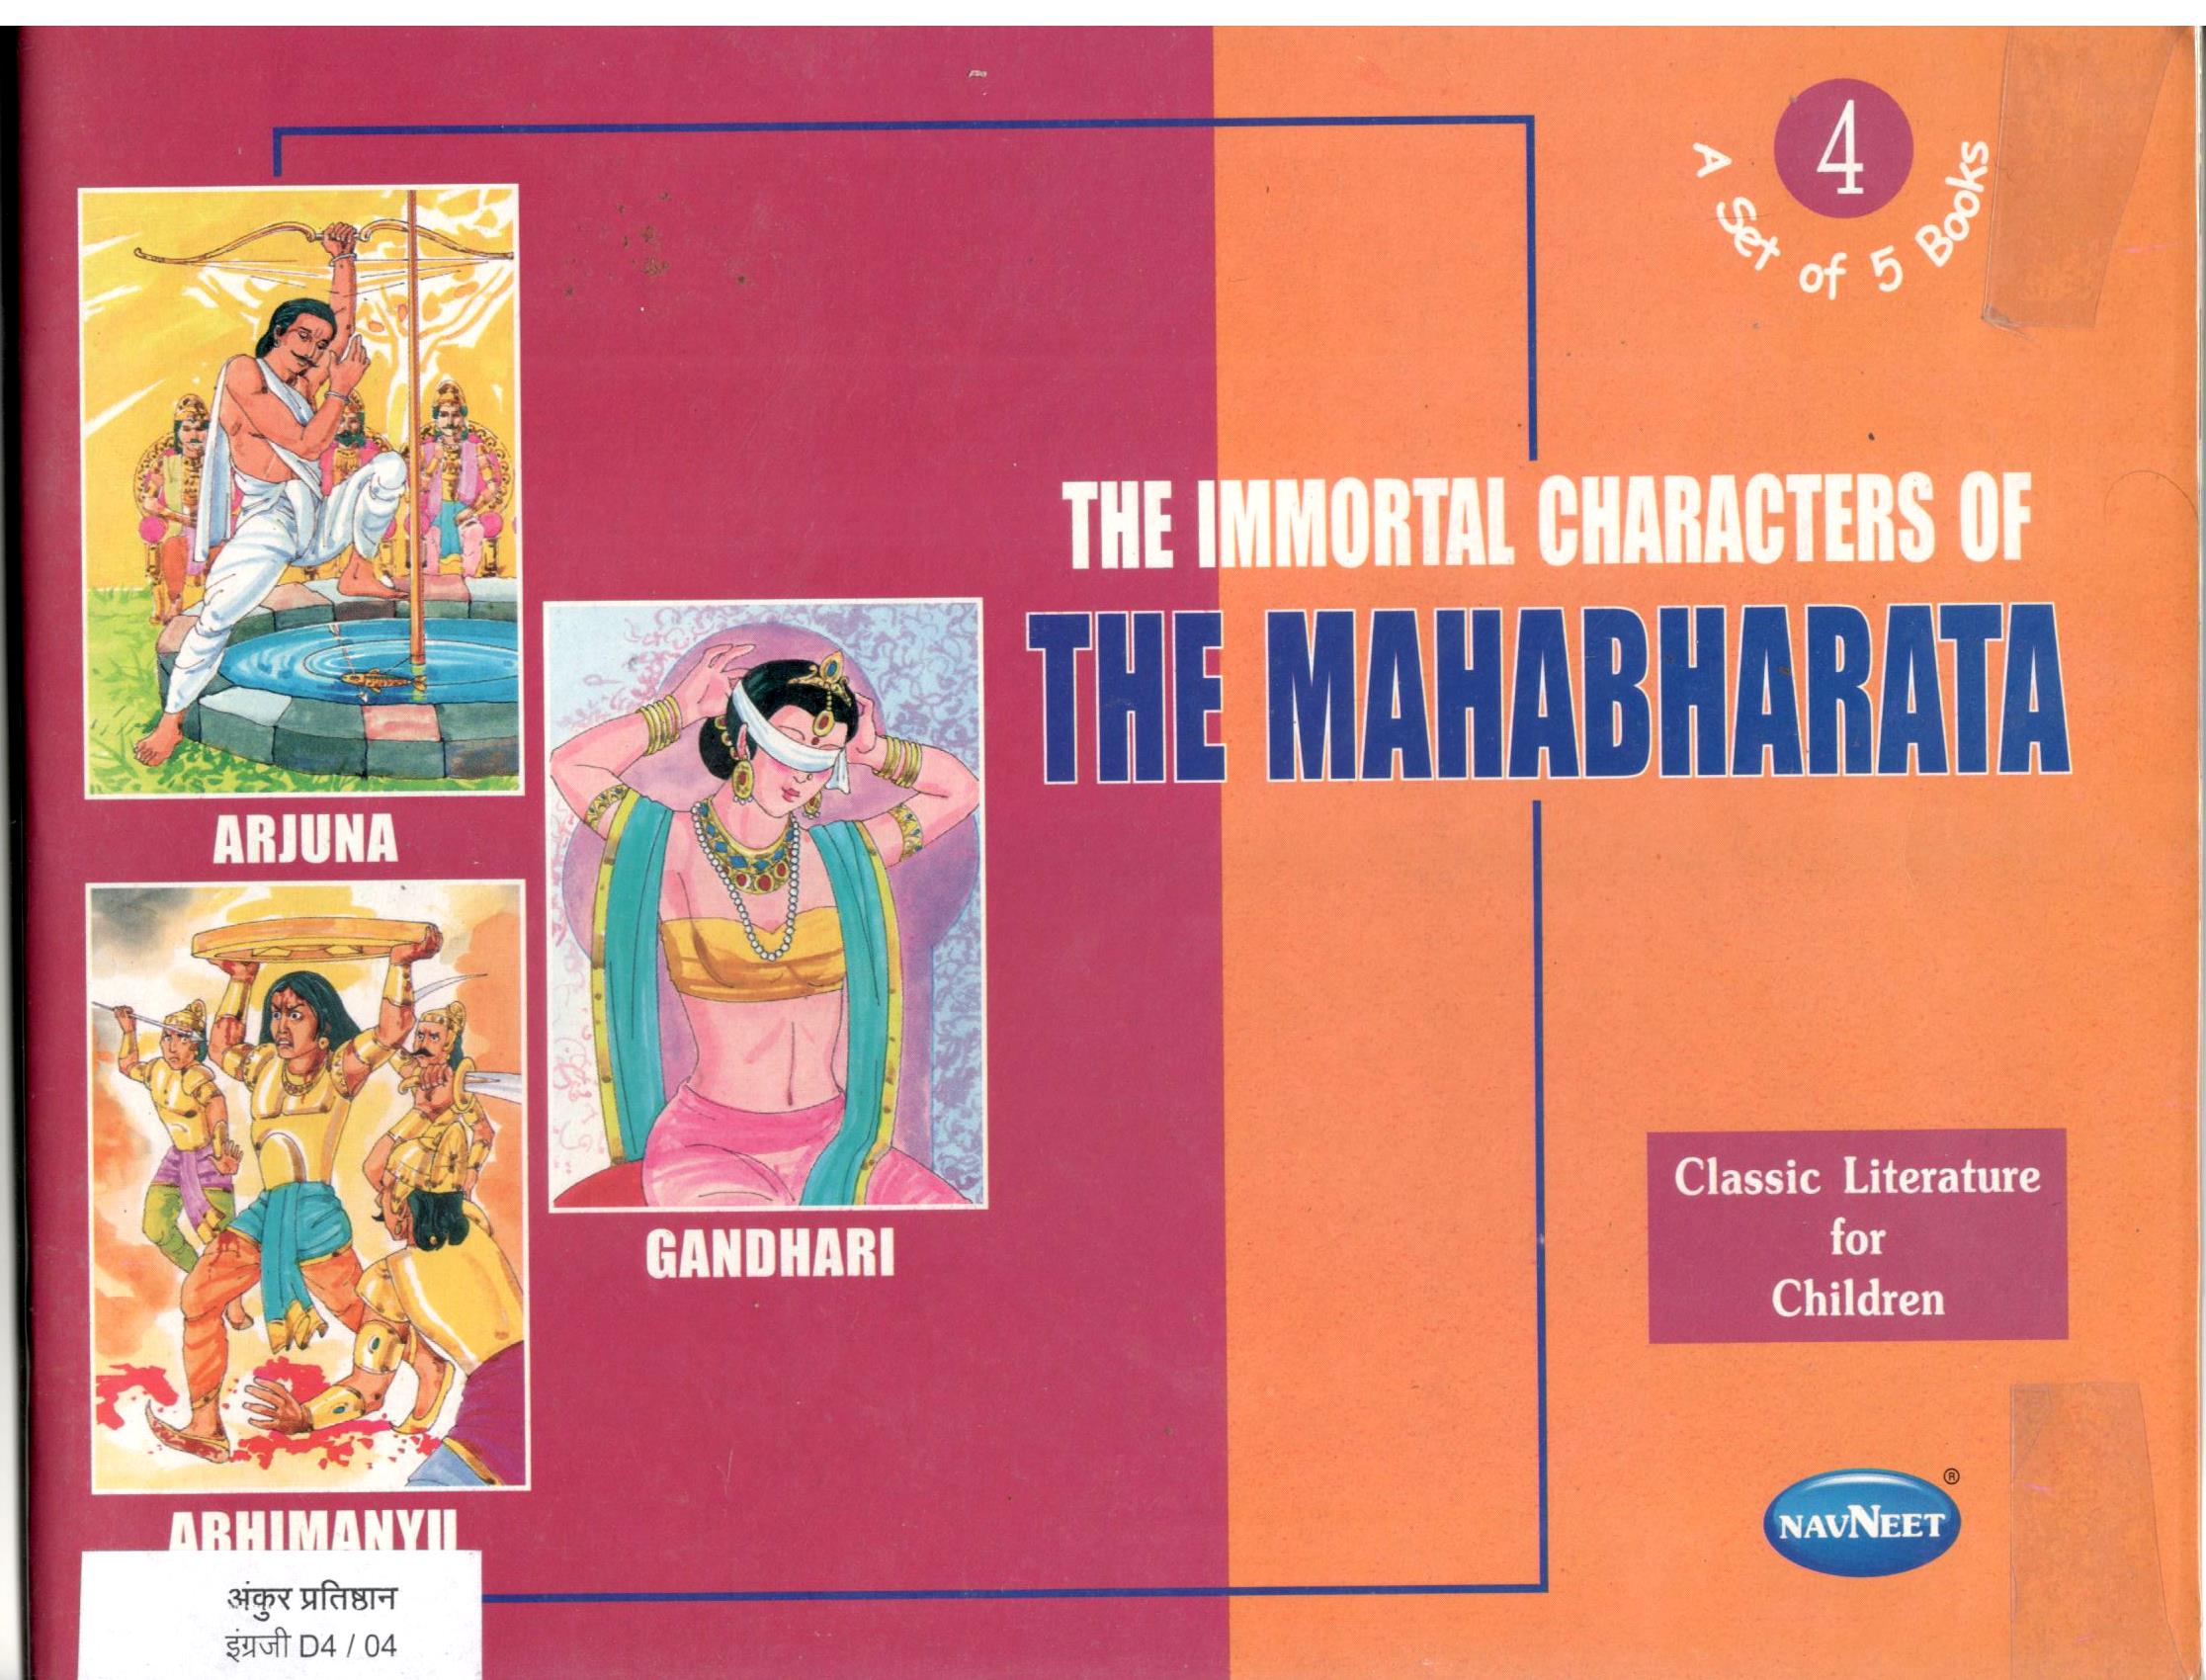 4
A Set of 5 Books
THE IMMORTAL CHARACTERS OF
THE MAHABHARATA
ARJUNA
GANDHARI
ABHIMANYU
Classic Literature
for
Children
NAVNEET ®
अंकुर प्रतिष्ठान
इंग्रजी D4 / 04